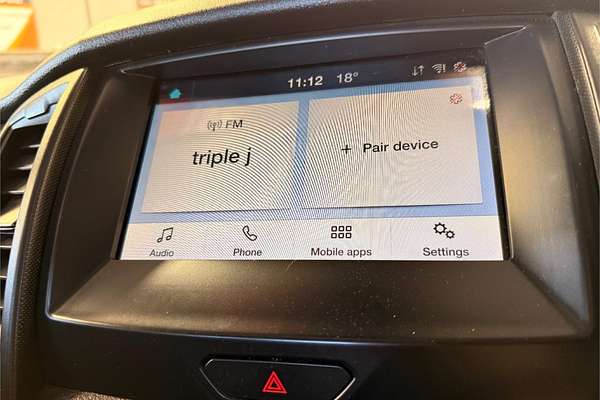 11:12 18°
FM
triple j
+ Pair device
Audio
Phone
Mobile apps
Settings